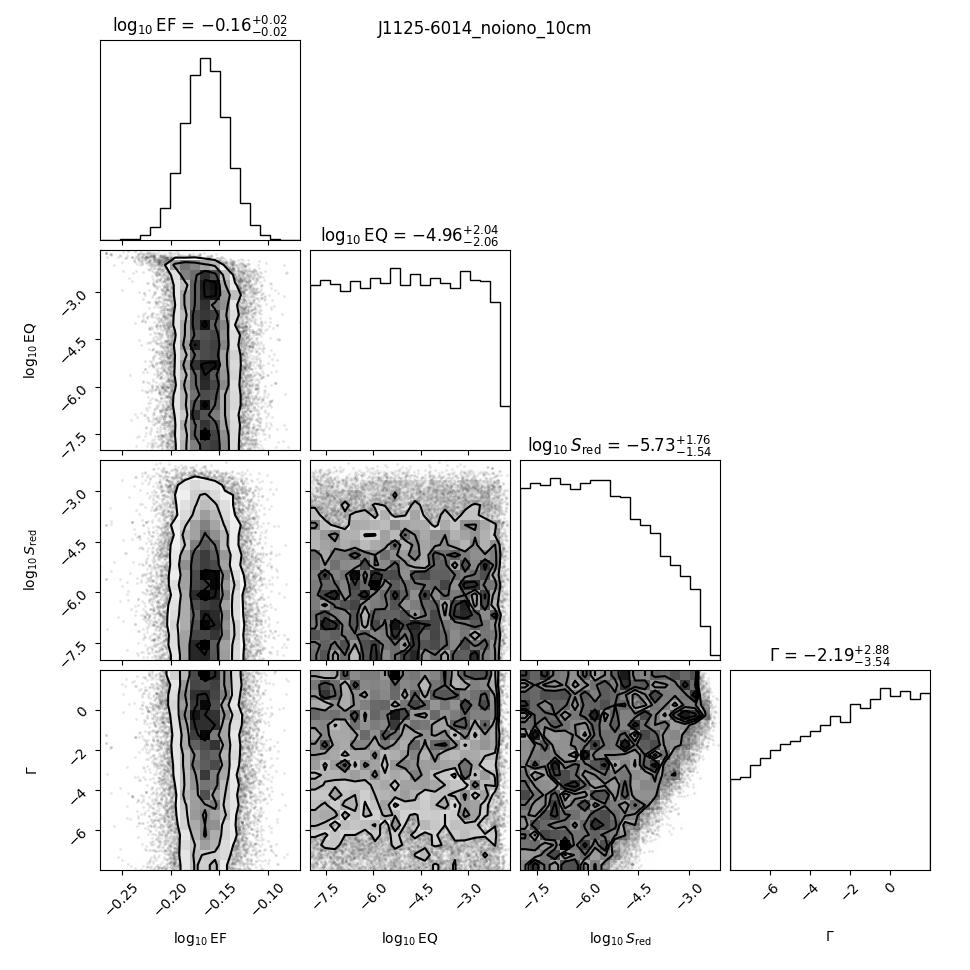 log₁₀ EF = −0.16+0.02−0.02
J1125-6014_noiono_10cm
log₁₀ EQ = −4.96+2.04−2.06
−3.0
−4.5
−6.0
−7.5
log₁₀ EQ
log₁₀ Sred = −5.73+1.76−1.54
−3.0
−4.5
−6.0
−7.5
log₁₀ Sred
Γ = −2.19+2.88−3.54
0
−2
−4
−6
Γ
−0.25 −0.20 −0.15 −0.10
−7.5 −6.0 −4.5 −3.0
−7.5 −6.0 −4.5 −3.0
−6 −4 −2 0
log₁₀ EF
log₁₀ EQ
log₁₀ Sred
Γ